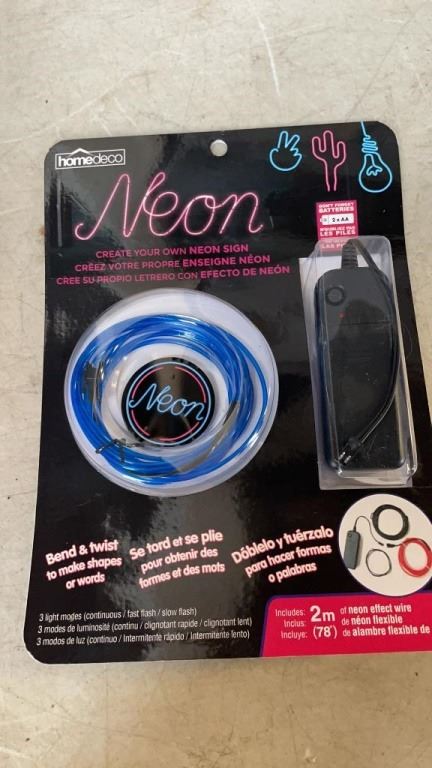 homedeco
Neon
CREATE YOUR OWN NEON SIGN
CRÉEZ VOTRE PROPRE ENSEIGNE NÉON
CREE SU PROPIO LETRERO CON EFECTO DE NEÓN
DON'T FORGET
BATTERIES
2 x AA
LES PILES
LAS PILAS
Neon
Bend & twist
to make shapes
or words
Se tord et se plie
pour obtenir des
formes et des mots
Dóblelo y tuérzalo
para hacer formas
o palabras
3 light modes (continuous / fast flash / slow flash)
3 modes de luminosité (continu / clignotant rapide / clignotant lent)
3 modos de luz (continuo / Intermitente rápido / Intermitente lento)
Includes:
Inclus:
Incluye:
2m
(78")
of neon effect wire
de néon flexible
de alambre flexible de